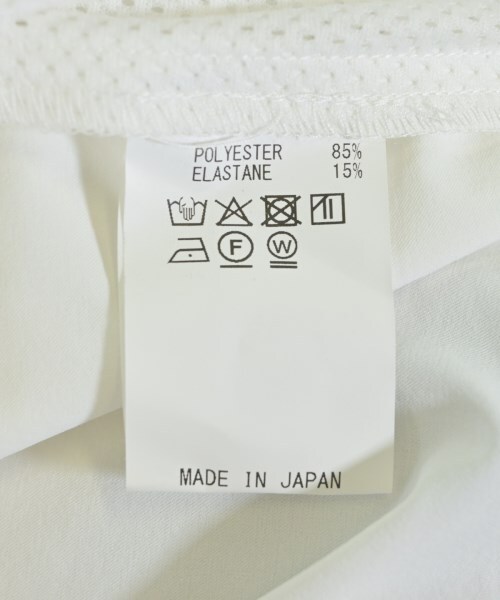 POLYESTER 85%
ELASTANE 15%
F W
MADE IN JAPAN